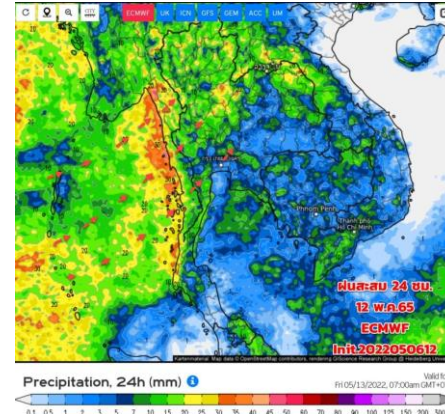 ECMWF UK ICN GFS GEM ACC UM
Phnom Penh
Thành phố
Hồ Chí Minh
ฝนสะสม 24 ชม.
12 พ.ค.65
ECMWF
Init.2022050612
Precipitation, 24h (mm)
Valid fo
Fri 05/13/2022, 07:00am GMT+0
0.1 0.5 1 2 3 5 7 10 15 20 25 30 35 40 45 50 60 70 80 90 100 125 150 200 500